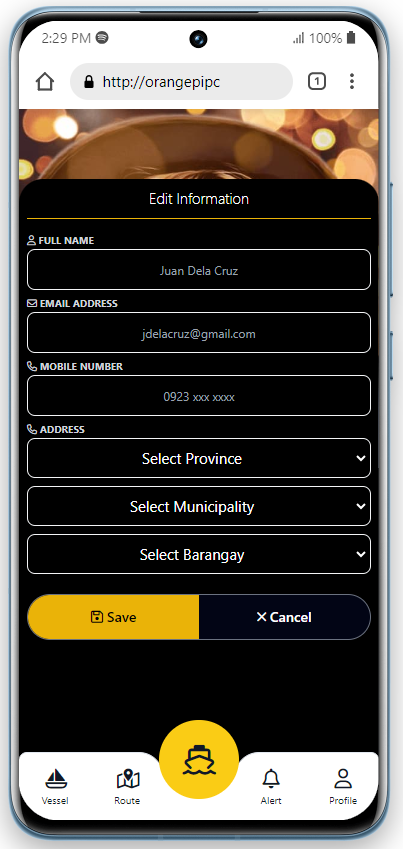 2:29 PM
100%
http://orangepipc
1
Edit Information
FULL NAME
Juan Dela Cruz
EMAIL ADDRESS
jdelacruz@gmail.com
MOBILE NUMBER
0923 xxx xxxx
ADDRESS
Select Province
Select Municipality
Select Barangay
Save
Cancel
Vessel
Route
Alert
Profile